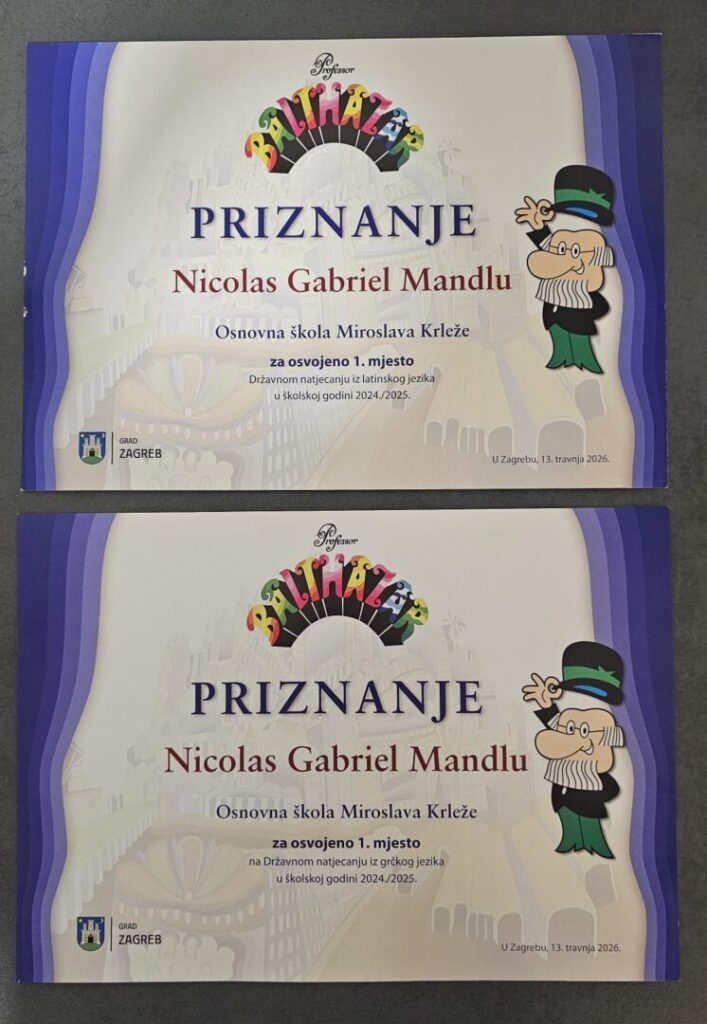 Professor
BALTHAZAR
PRIZNANJE
Nicolas Gabriel Mandlu
Osnovna škola Miroslava Krleže
za osvojeno 1. mjesto
Državnom natjecanju iz latinskog jezika
u školskoj godini 2024./2025.
GRAD
ZAGREB
U Zagrebu, 13. travnja 2026.
Professor
BALTHAZAR
PRIZNANJE
Nicolas Gabriel Mandlu
Osnovna škola Miroslava Krleže
za osvojeno 1. mjesto
na Državnom natjecanju iz grčkog jezika
u školskoj godini 2024./2025.
GRAD
ZAGREB
U Zagrebu, 13. travnja 2026.